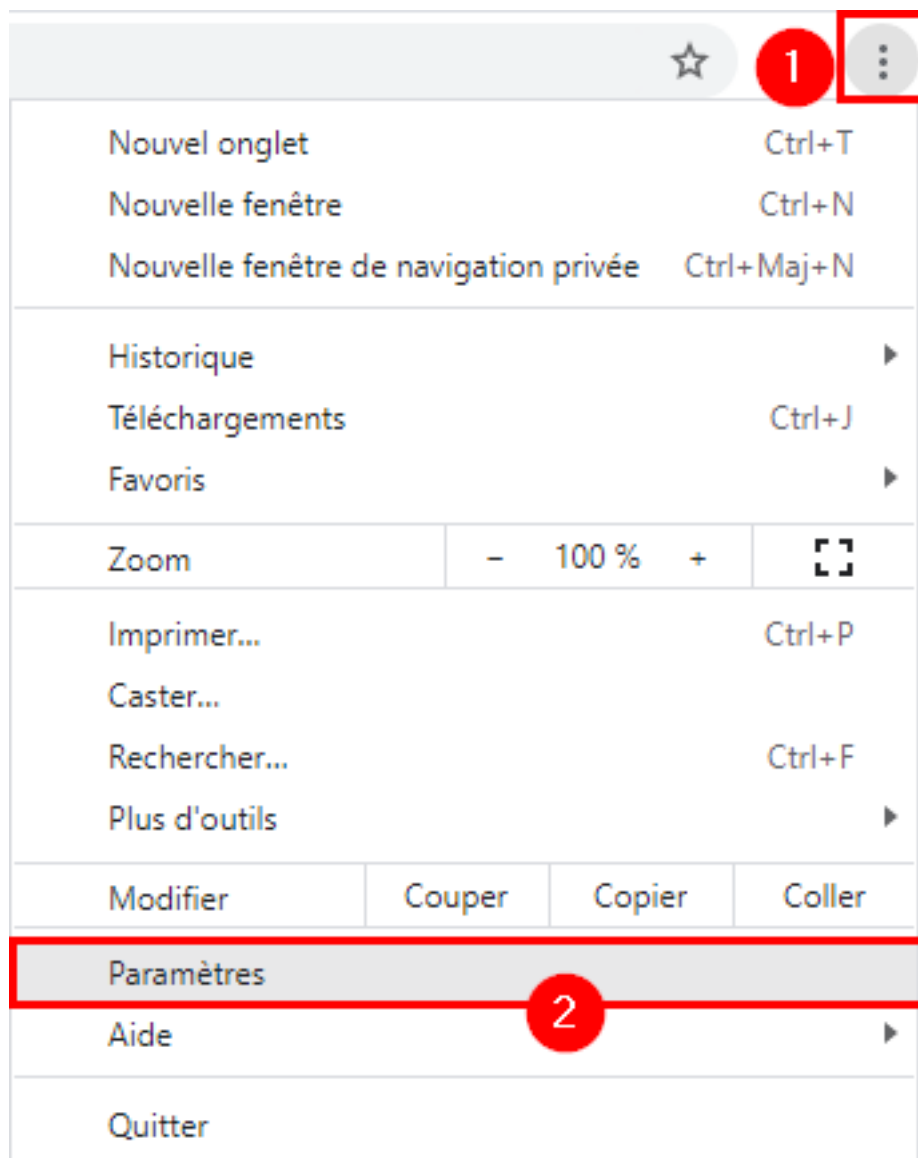 1
Nouvel onglet Ctrl+T
Nouvelle fenêtre Ctrl+N
Nouvelle fenêtre de navigation privée Ctrl+Maj+N
Historique
Téléchargements Ctrl+J
Favoris
Zoom - 100 % +
Imprimer... Ctrl+P
Caster...
Rechercher... Ctrl+F
Plus d'outils
Modifier Couper Copier Coller
Paramètres
2
Aide
Quitter